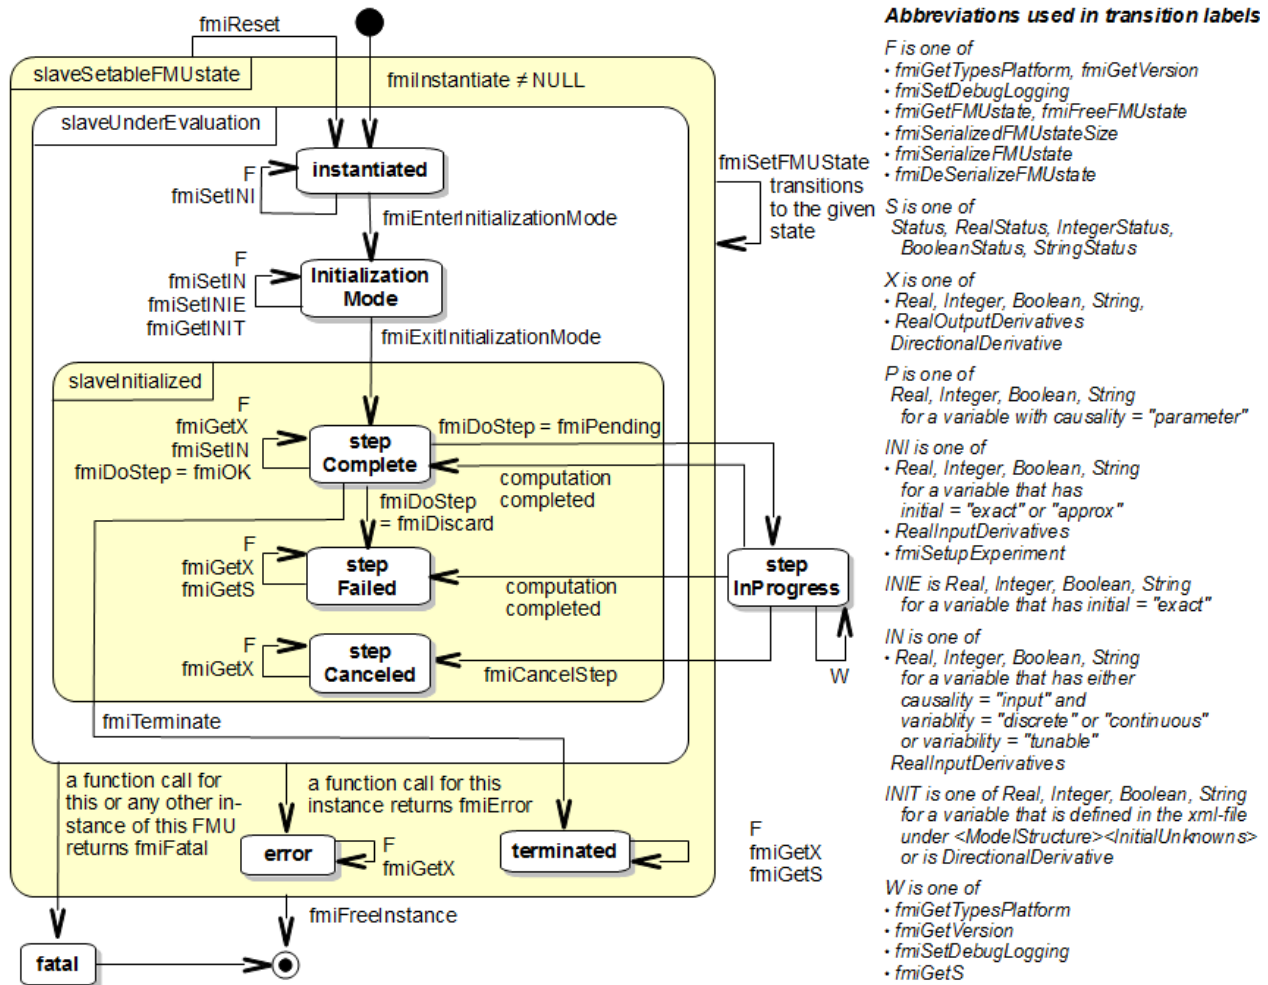 fmiReset
slaveSetableFMUstate
fmiInstantiate ≠ NULL
slaveUnderEvaluation
instantiated
F
fmiSetINI
fmiEnterInitializationMode
fmiSetFMUState
transitions
to the given
state
Initialization
Mode
F
fmiSetIN
fmiSetINIE
fmiGetINIT
fmiExitInitializationMode
slaveInitialized
F
fmiGetX
fmiSetIN
fmiDoStep = fmiOK
step
Complete
fmiDoStep = fmiPending
computation
completed
fmiDoStep
= fmiDiscard
F
fmiGetX
fmiGetS
step
Failed
computation
completed
step
InProgress
W
F
fmiGetX
step
Canceled
fmiCancelStep
fmiTerminate
a function call for
this or any other in-
stance of this FMU
returns fmiFatal
a function call for this
instance returns fmiError
error
F
fmiGetX
terminated
F
fmiGetX
fmiGetS
fmiFreeInstance
fatal
Abbreviations used in transition labels
F is one of
• fmiGetTypesPlatform, fmiGetVersion
• fmiSetDebugLogging
• fmiGetFMUstate, fmiFreeFMUstate
• fmiSerializedFMUstateSize
• fmiSerializeFMUstate
• fmiDeSerializeFMUstate
S is one of
Status, RealStatus, IntegerStatus,
BooleanStatus, StringStatus
X is one of
• Real, Integer, Boolean, String,
• RealOutputDerivatives
DirectionalDerivative
P is one of
Real, Integer, Boolean, String
for a variable with causality = "parameter"
INI is one of
• Real, Integer, Boolean, String
for a variable that has
initial = "exact" or "approx"
• RealInputDerivatives
• fmiSetupExperiment
INIE is Real, Integer, Boolean, String
for a variable that has initial = "exact"
IN is one of
• Real, Integer, Boolean, String
for a variable that has either
causality = "input" and
variablity = "discrete" or "continuous"
or variability = "tunable"
RealInputDerivatives
INIT is one of Real, Integer, Boolean, String
for a variable that is defined in the xml-file
under <ModelStructure><InitialUnknowns>
or is DirectionalDerivative
W is one of
• fmiGetTypesPlatform
• fmiGetVersion
• fmiSetDebugLogging
• fmiGetS